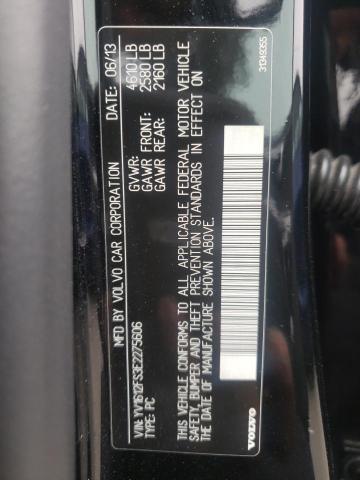 MFD. BY VOLVO CAR CORPORATION DATE: 06/13
GVWR: 4610 LB
GAWR FRONT: 2580 LB
GAWR REAR: 2160 LB
VIN: YV1612FS3E2275606
TYPE: PC
THIS VEHICLE CONFORMS TO ALL APPLICABLE FEDERAL MOTOR VEHICLE
SAFETY, BUMPER AND THEFT PREVENTION STANDARDS IN EFFECT ON
THE DATE OF MANUFACTURE SHOWN ABOVE.
VOLVO 31349355